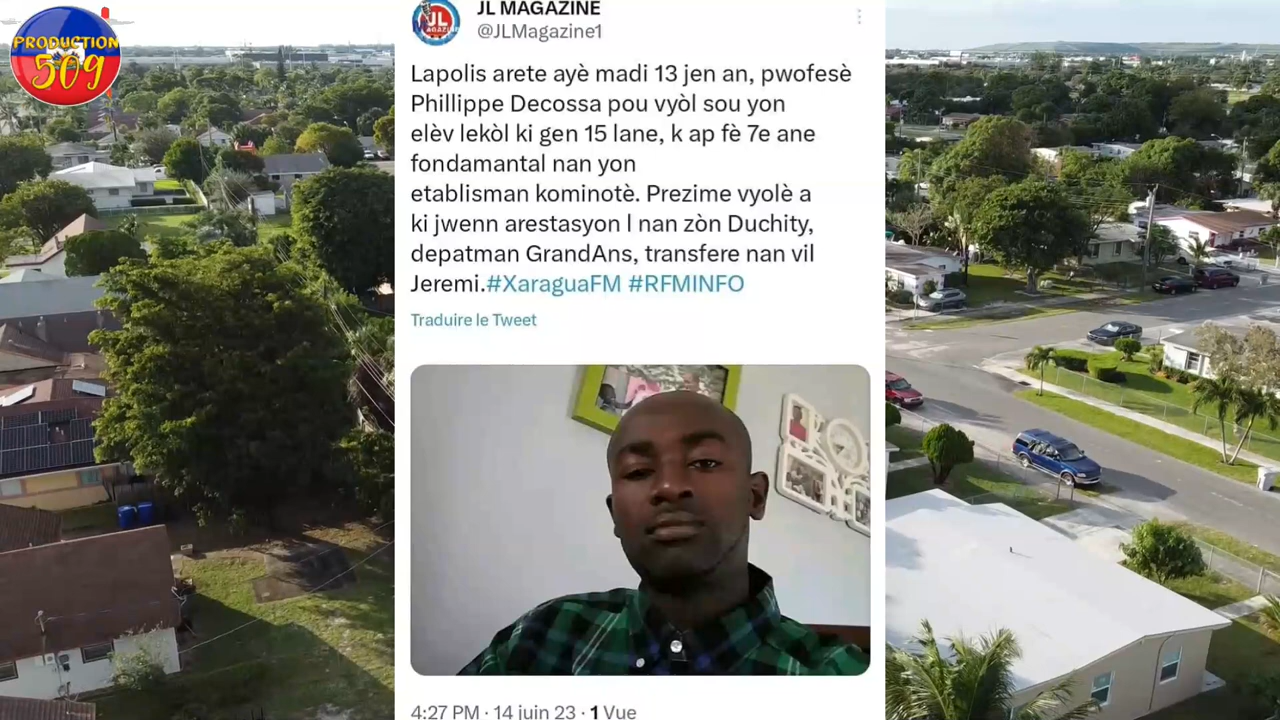 PRODUCTION
509
JL MAGAZINE
@JLMagazine1
Lapolis arete ayè madi 13 jen an, pwofesè
Phillippe Decossa pou vyòl sou yon
elèv lekòl ki gen 15 lane, k ap fè 7e ane
fondamantal nan yon
etablisman kominotè. Prezime vyolè a
ki jwenn arestasyon l nan zòn Duchity,
depatman GrandAns, transfere nan vil
Jeremi.#XaraguaFM #RFMINFO
Traduire le Tweet
4:27 PM · 14 juin 23 · 1 Vue